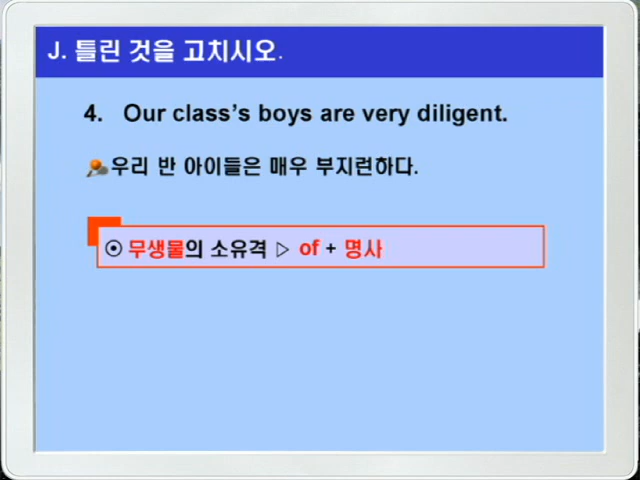 J. 틀린 것을 고치시오.
4. Our class's boys are very diligent.
우리 반 아이들은 매우 부지런하다.
⊙ 무생물의 소유격 ▷ of + 명사